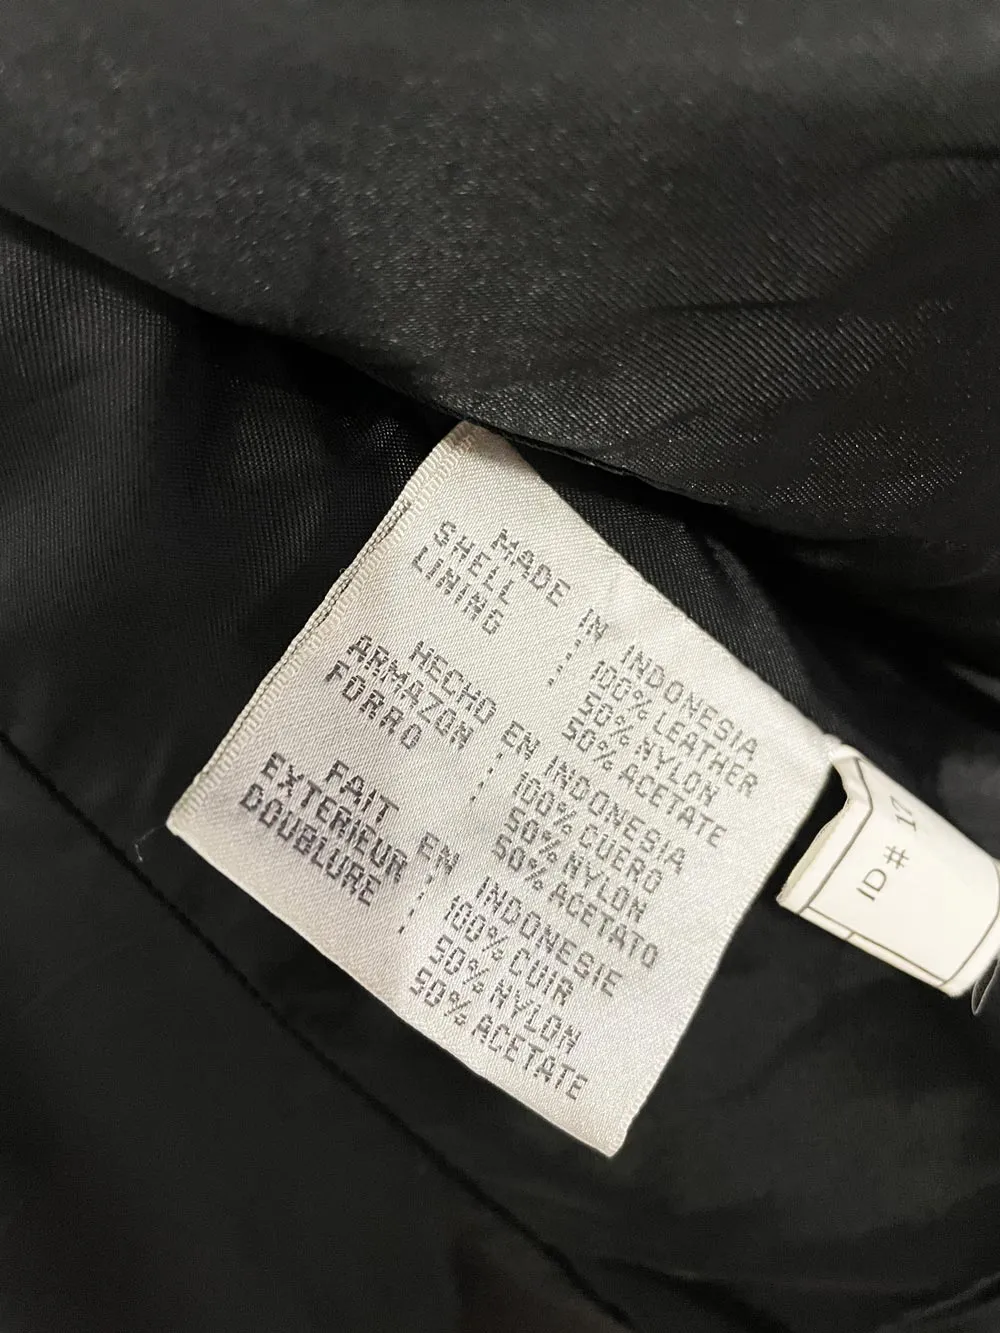 MADE IN INDONESIA
SHELL : 100% LEATHER
LINING : 50% NYLON
: 50% ACETATE
HECHO EN INDONESIA
ARMAZON : 100% CUERO
FORRO : 50% NYLON
50% ACETATO
FAIT EN INDONESIE
EXTERIEUR : 100% CUIR
DOUBLURE : 50% NYLON
50% ACETATE
ID#